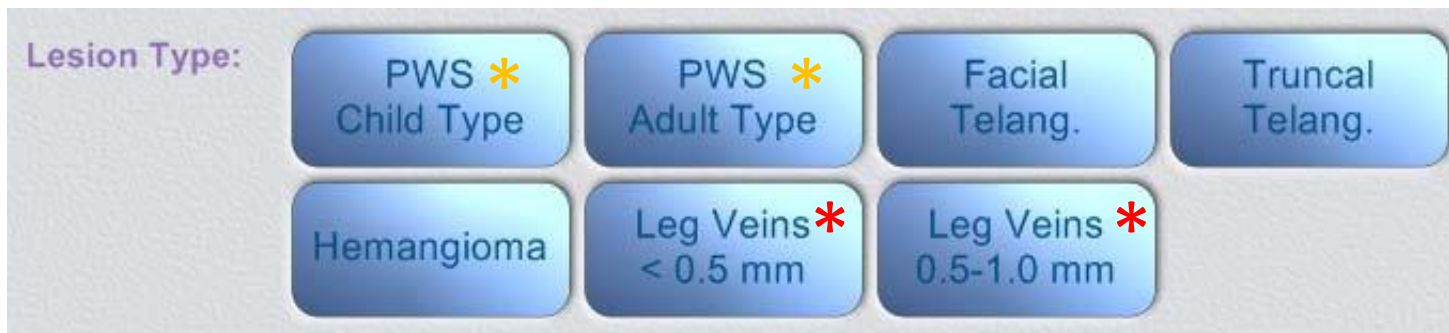 Lesion Type:
PWS *
Child Type
PWS *
Adult Type
Facial
Telang.
Truncal
Telang.
Hemangioma
Leg Veins *
< 0.5 mm
Leg Veins *
0.5-1.0 mm